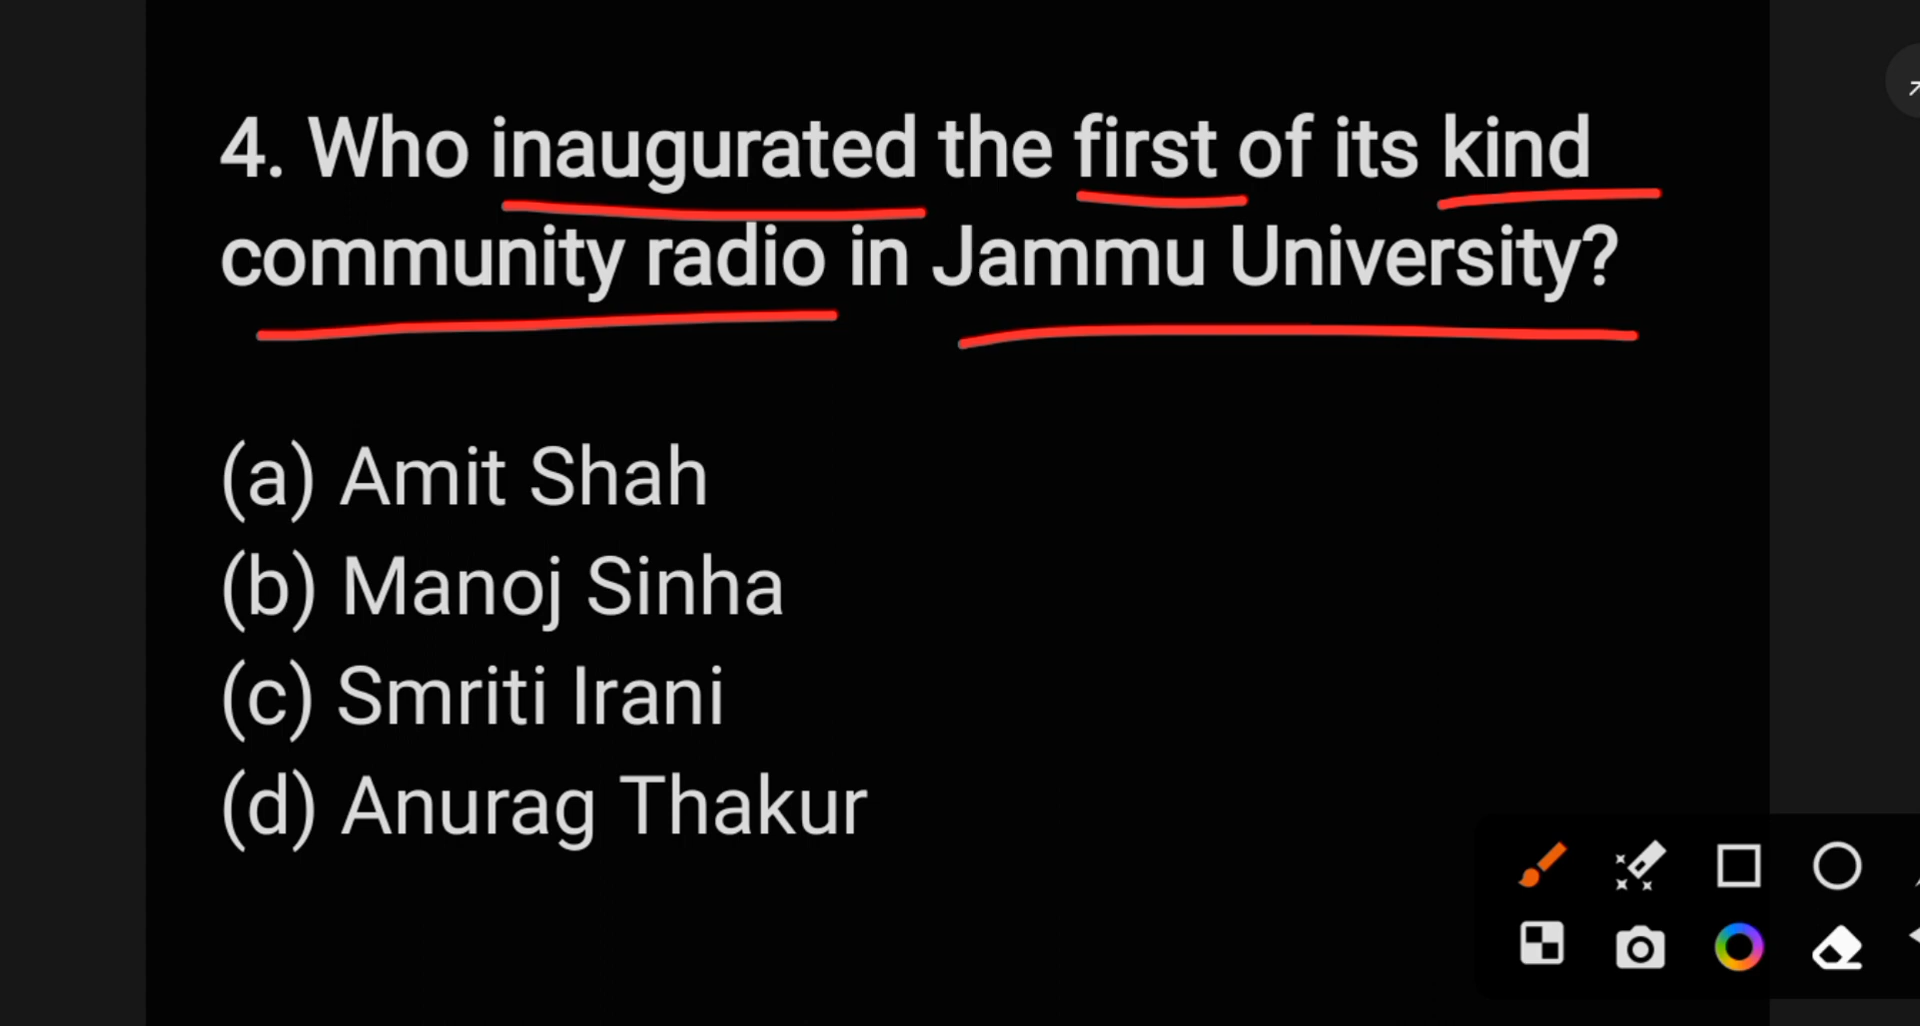 4. Who inaugurated the first of its kind
community radio in Jammu University?
(a) Amit Shah
(b) Manoj Sinha
(c) Smriti Irani
(d) Anurag Thakur